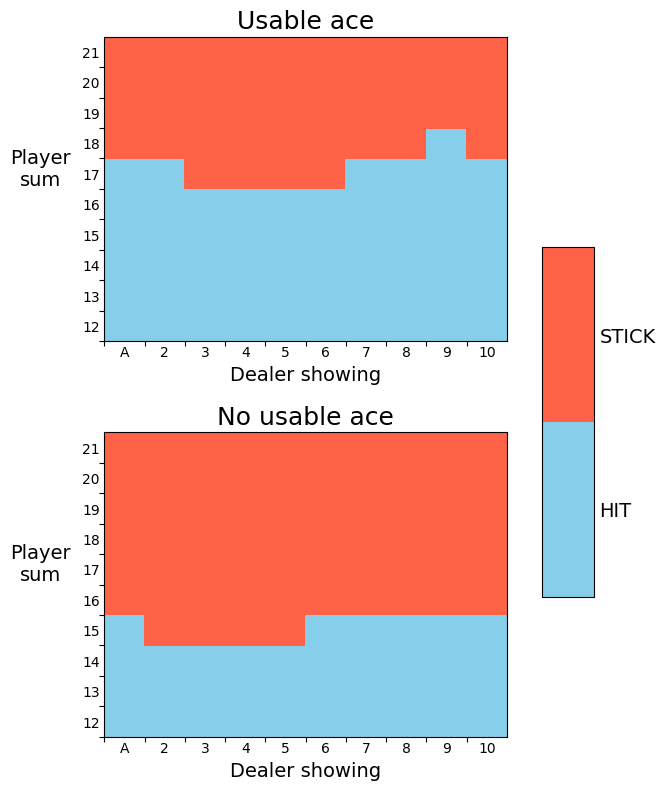 Usable ace
21
20
19
18
17
16
15
14
13
12
Player
sum
A 2 3 4 5 6 7 8 9 10
Dealer showing
No usable ace
21
20
19
18
17
16
15
14
13
12
Player
sum
A 2 3 4 5 6 7 8 9 10
Dealer showing
STICK
HIT